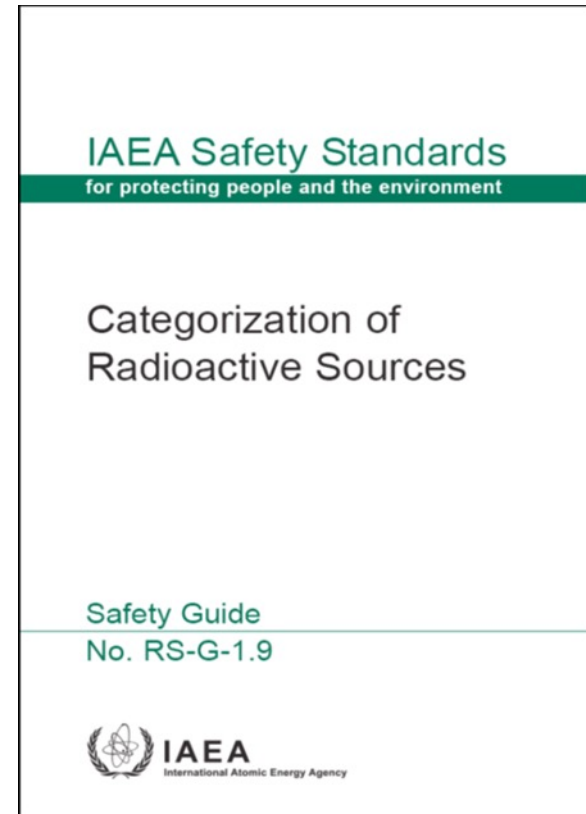 IAEA Safety Standards
for protecting people and the environment
Categorization of
Radioactive Sources
Safety Guide
No. RS-G-1.9
IAEA
International Atomic Energy Agency